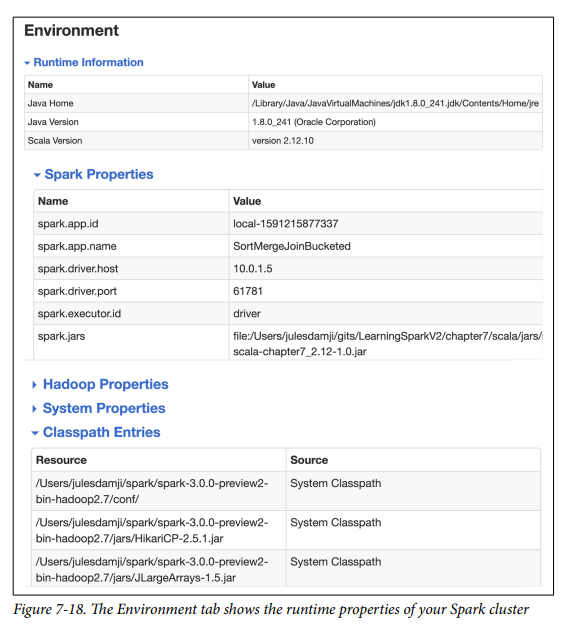 Environment
Runtime Information
Name Value
Java Home /Library/Java/JavaVirtualMachines/jdk1.8.0_241.jdk/Contents/Home/jre
Java Version 1.8.0_241 (Oracle Corporation)
Scala Version version 2.12.10
Spark Properties
Name Value
spark.app.id local-1591215877337
spark.app.name SortMergeJoinBucketed
spark.driver.host 10.0.1.5
spark.driver.port 61781
spark.executor.id driver
spark.jars file:/Users/julesdamji/gits/LearningSparkV2/chapter7/scala/jars/
scala-chapter7_2.12-1.0.jar
Hadoop Properties
System Properties
Classpath Entries
Resource Source
/Users/julesdamji/spark/spark-3.0.0-preview2- System Classpath
bin-hadoop2.7/conf/
/Users/julesdamji/spark/spark-3.0.0-preview2- System Classpath
bin-hadoop2.7/jars/HikariCP-2.5.1.jar
/Users/julesdamji/spark/spark-3.0.0-preview2- System Classpath
bin-hadoop2.7/jars/JLargeArrays-1.5.jar
Figure 7-18. The Environment tab shows the runtime properties of your Spark cluster